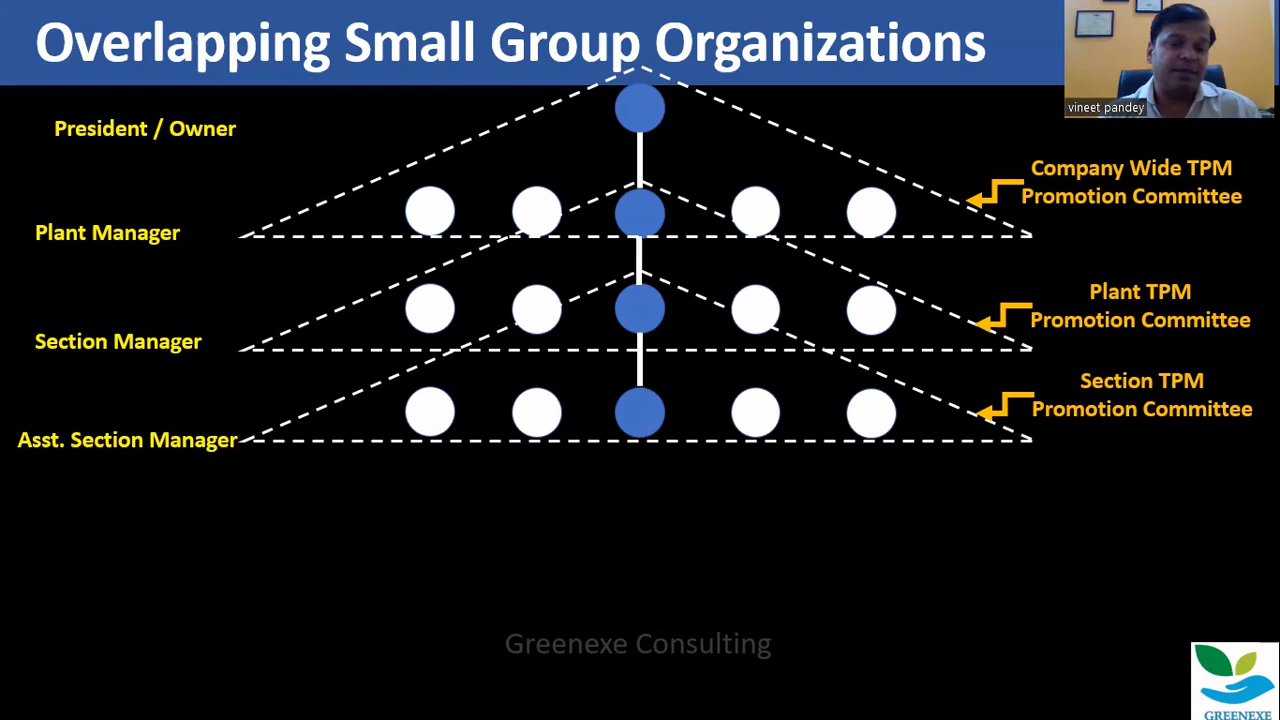 Overlapping Small Group Organizations
vineet pandey
President / Owner
Company Wide TPM
Promotion Committee
Plant Manager
Plant TPM
Promotion Committee
Section Manager
Section TPM
Promotion Committee
Asst. Section Manager
Greenexe Consulting
GREENEXE